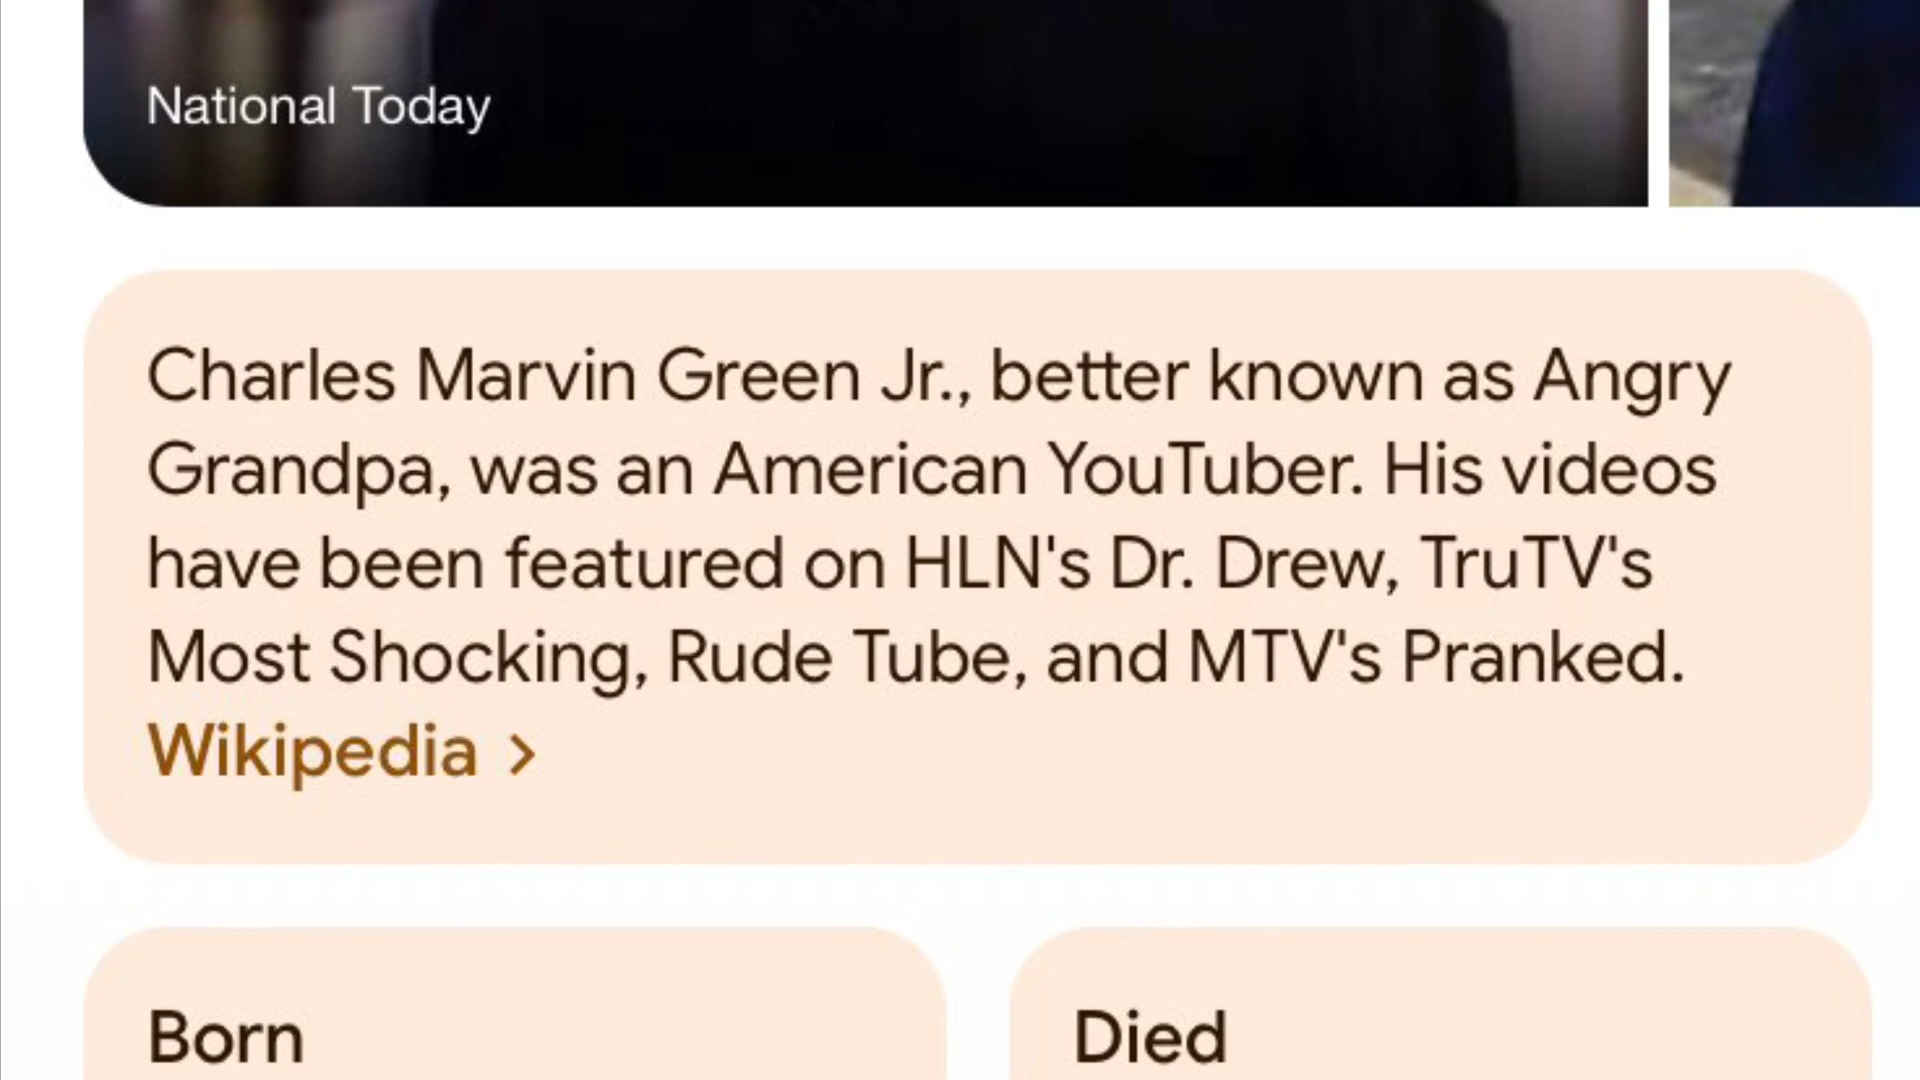 National Today
Charles Marvin Green Jr., better known as Angry
Grandpa, was an American YouTuber. His videos
have been featured on HLN's Dr. Drew, TruTV's
Most Shocking, Rude Tube, and MTV's Pranked.
Wikipedia >
Born
Died